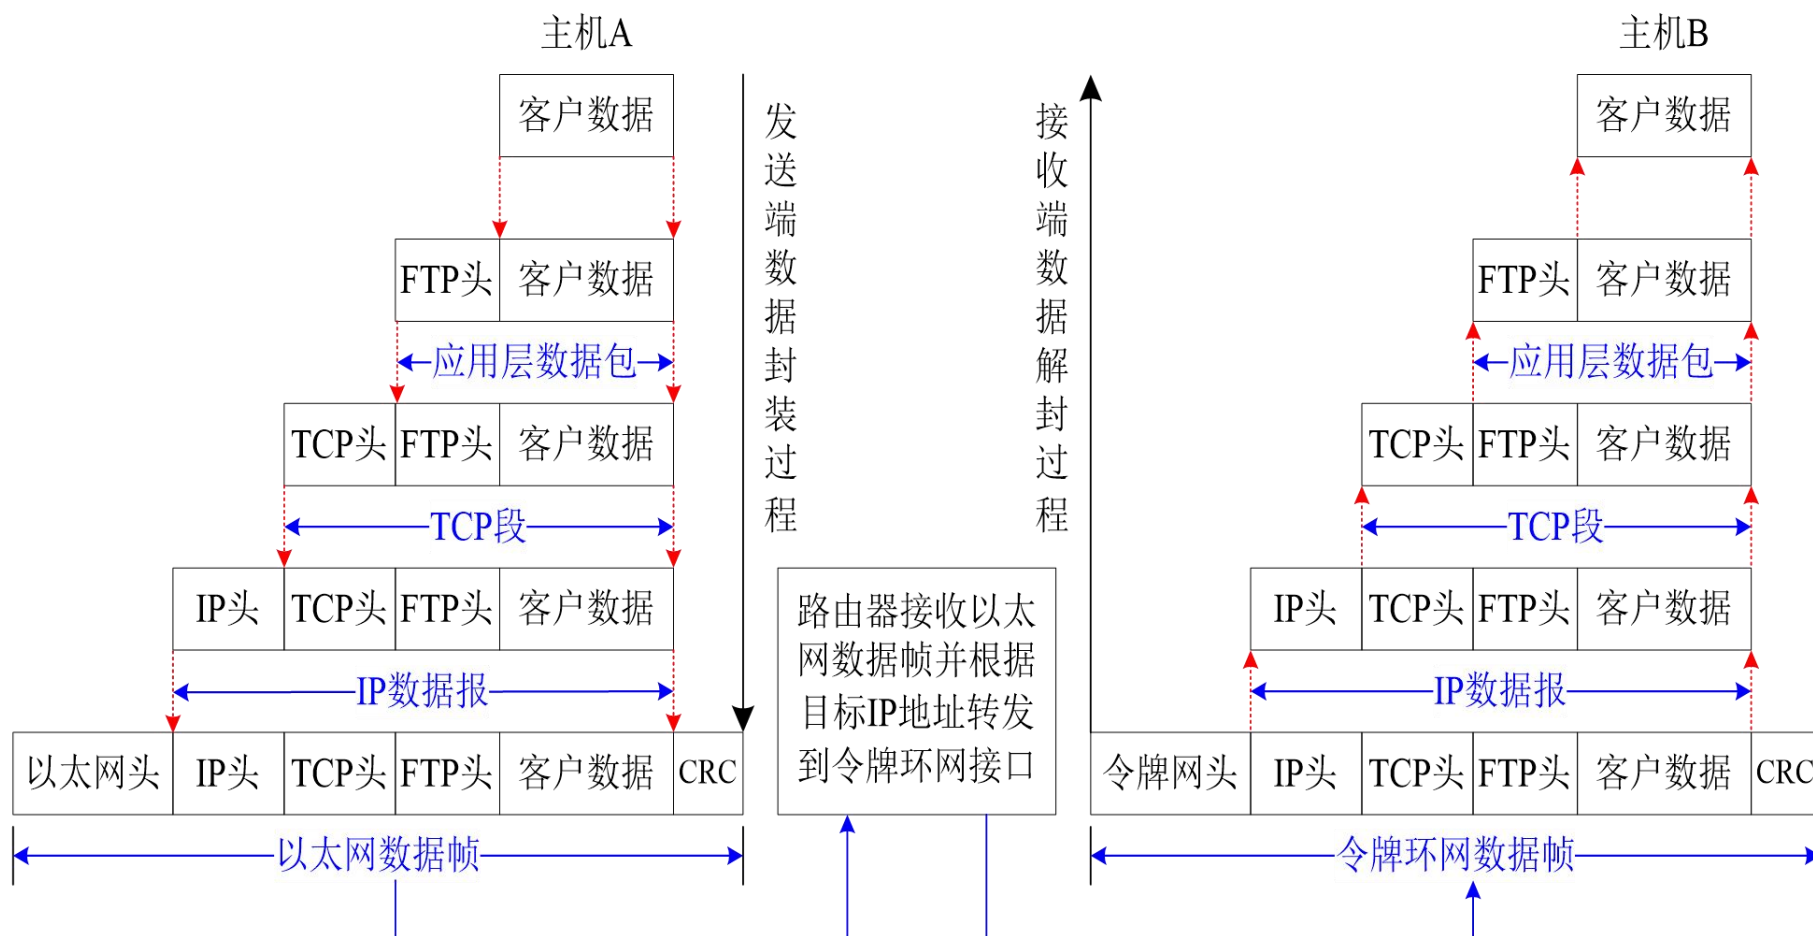 主机A
客户数据
FTP头 客户数据
应用层数据包
TCP头 FTP头 客户数据
TCP段
IP头 TCP头 FTP头 客户数据
IP数据报
以太网头 IP头 TCP头 FTP头 客户数据 CRC
以太网数据帧
发送端数据封装过程
路由器接收以太
网数据帧并根据
目标IP地址转发
到令牌环网接口
接收端数据解封过程
主机B
客户数据
FTP头 客户数据
应用层数据包
TCP头 FTP头 客户数据
TCP段
IP头 TCP头 FTP头 客户数据
IP数据报
令牌网头 IP头 TCP头 FTP头 客户数据 CRC
令牌环网数据帧